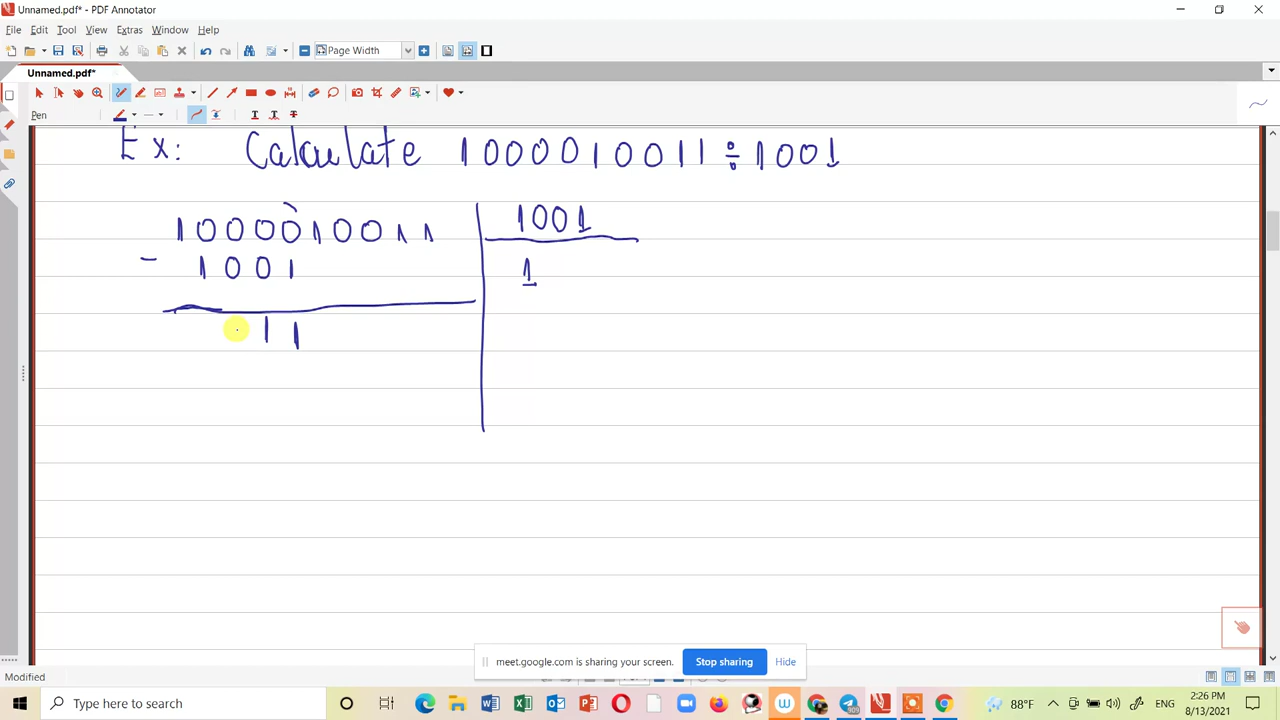 Unnamed.pdf* - PDF Annotator
File Edit Tool View Extras Window Help
Page Width
Unnamed.pdf*
Pen
Ex: Calculate 1000010011 ÷ 1001
1000010011 1001
- 1001 1
11
meet.google.com is sharing your screen. Stop sharing Hide
Modified
Type here to search
88°F ENG 2:26 PM
8/13/2021